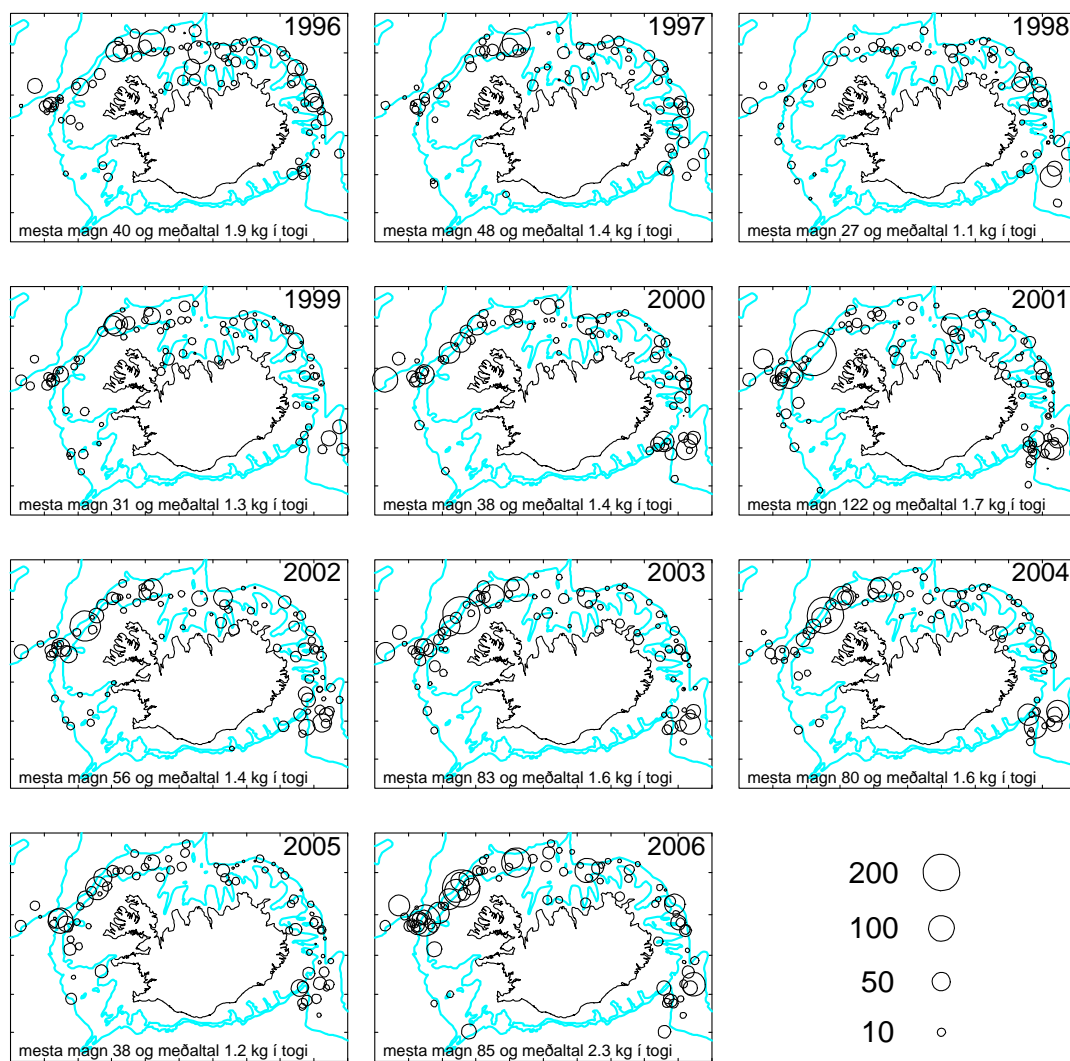 1996
mesta magn 40 og meðaltal 1.9 kg í togi
1997
mesta magn 48 og meðaltal 1.4 kg í togi
1998
mesta magn 27 og meðaltal 1.1 kg í togi
1999
mesta magn 31 og meðaltal 1.3 kg í togi
2000
mesta magn 38 og meðaltal 1.4 kg í togi
2001
mesta magn 122 og meðaltal 1.7 kg í togi
2002
mesta magn 56 og meðaltal 1.4 kg í togi
2003
mesta magn 83 og meðaltal 1.6 kg í togi
2004
mesta magn 80 og meðaltal 1.6 kg í togi
2005
mesta magn 38 og meðaltal 1.2 kg í togi
2006
mesta magn 85 og meðaltal 2.3 kg í togi
200
100
50
10